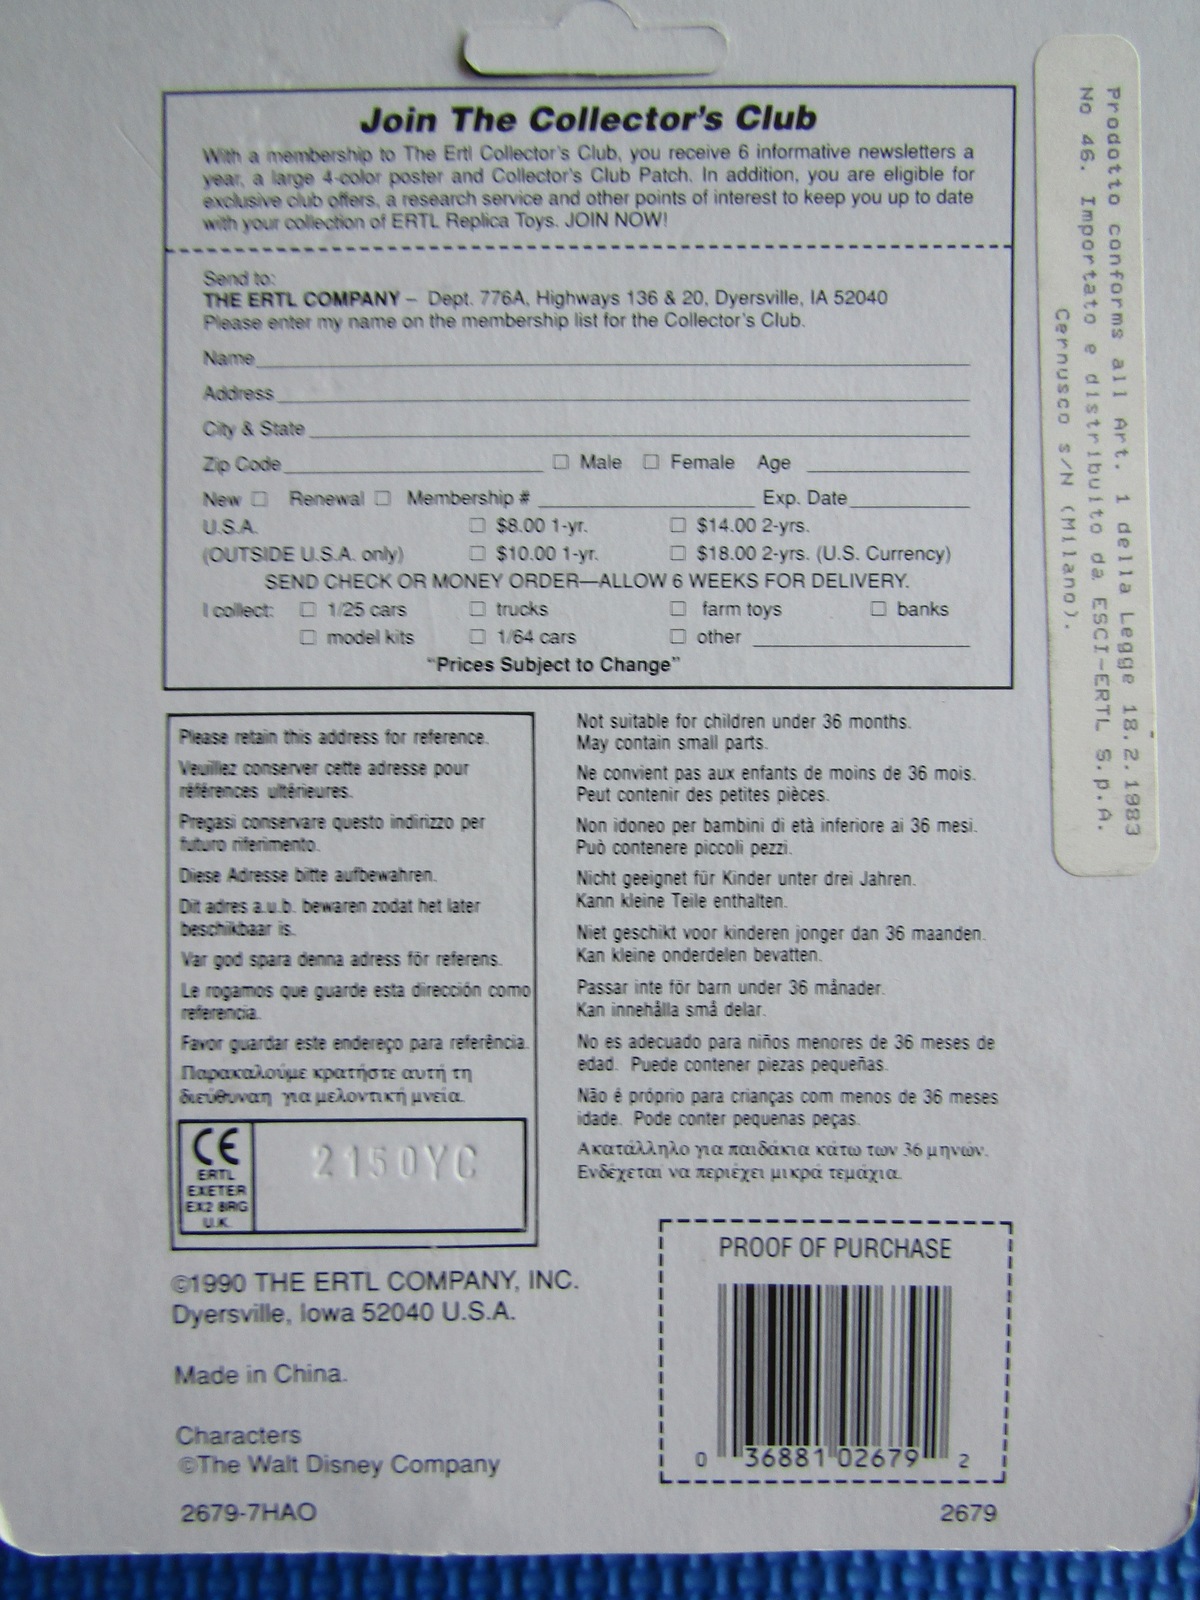 Join The Collector's Club
With a membership to The Ertl Collector's Club, you receive 6 informative newsletters a
year, a large 4-color poster and Collector's Club Patch. In addition, you are eligible for
exclusive club offers, a research service and other points of interest to keep you up to date
with your collection of ERTL Replica Toys. JOIN NOW!
Send to:
THE ERTL COMPANY – Dept. 776A, Highways 136 & 20, Dyersville, IA 52040
Please enter my name on the membership list for the Collector's Club.
Name
Address
City & State
Zip Code ☐ Male ☐ Female Age
New ☐ Renewal ☐ Membership # Exp. Date
U.S.A. ☐ $8.00 1-yr. ☐ $14.00 2-yrs.
(OUTSIDE U.S.A. only) ☐ $10.00 1-yr. ☐ $18.00 2-yrs. (U.S. Currency)
SEND CHECK OR MONEY ORDER—ALLOW 6 WEEKS FOR DELIVERY.
I collect: ☐ 1/25 cars ☐ trucks ☐ farm toys ☐ banks
☐ model kits ☐ 1/64 cars ☐ other
"Prices Subject to Change"
Prodotto conforms all Art. 1 della Legge 18.2.1983
No 46. Importato e distribuito da ESCI-ERTL S.p.A.
Cernusco s/N (Milano).
Please retain this address for reference.
Veuillez conserver cette adresse pour
références ultérieures.
Pregasi conservare questo indirizzo per
futuro riferimento.
Diese Adresse bitte aufbewahren.
Dit adres a.u.b. bewaren zodat het later
beschikbaar is.
Var god spara denna adress för referens.
Le rogamos que guarde esta dirección como
referencia.
Favor guardar este endereço para referência.
Παρακαλούμε κρατήστε αυτή τη
διεύθυναη για μελοντική μνεία.
CE
ERTL
EXETER
EX2 8RG
U.K.
2150YC
Not suitable for children under 36 months.
May contain small parts.
Ne convient pas aux enfants de moins de 36 mois.
Peut contenir des petites pièces.
Non idoneo per bambini di età inferiore ai 36 mesi.
Può contenere piccoli pezzi.
Nicht geeignet für Kinder unter drei Jahren.
Kann kleine Teile enthalten.
Niet geschikt voor kinderen jonger dan 36 maanden.
Kan kleine onderdelen bevatten.
Passar inte för barn under 36 månader.
Kan innehålla små delar.
No es adecuado para niños menores de 36 meses de
edad. Puede contener piezas pequeñas.
Não é próprio para crianças com menos de 36 meses
idade. Pode conter pequenas peças.
Ακατάλληλο για παιδάκια κάτω των 36 μηνών.
Ενδέχεται να περιέχει μικρά τεμάχια.
©1990 THE ERTL COMPANY, INC.
Dyersville, Iowa 52040 U.S.A.
Made in China.
Characters
©The Walt Disney Company
2679-7HAO
PROOF OF PURCHASE
0 36881 02679 2
2679